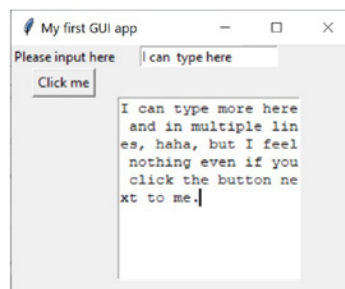 My first GUI app
Please input here
I can type here
Click me
I can type more here
and in multiple lin
es, haha, but I feel
nothing even if you
click the button ne
xt to me.